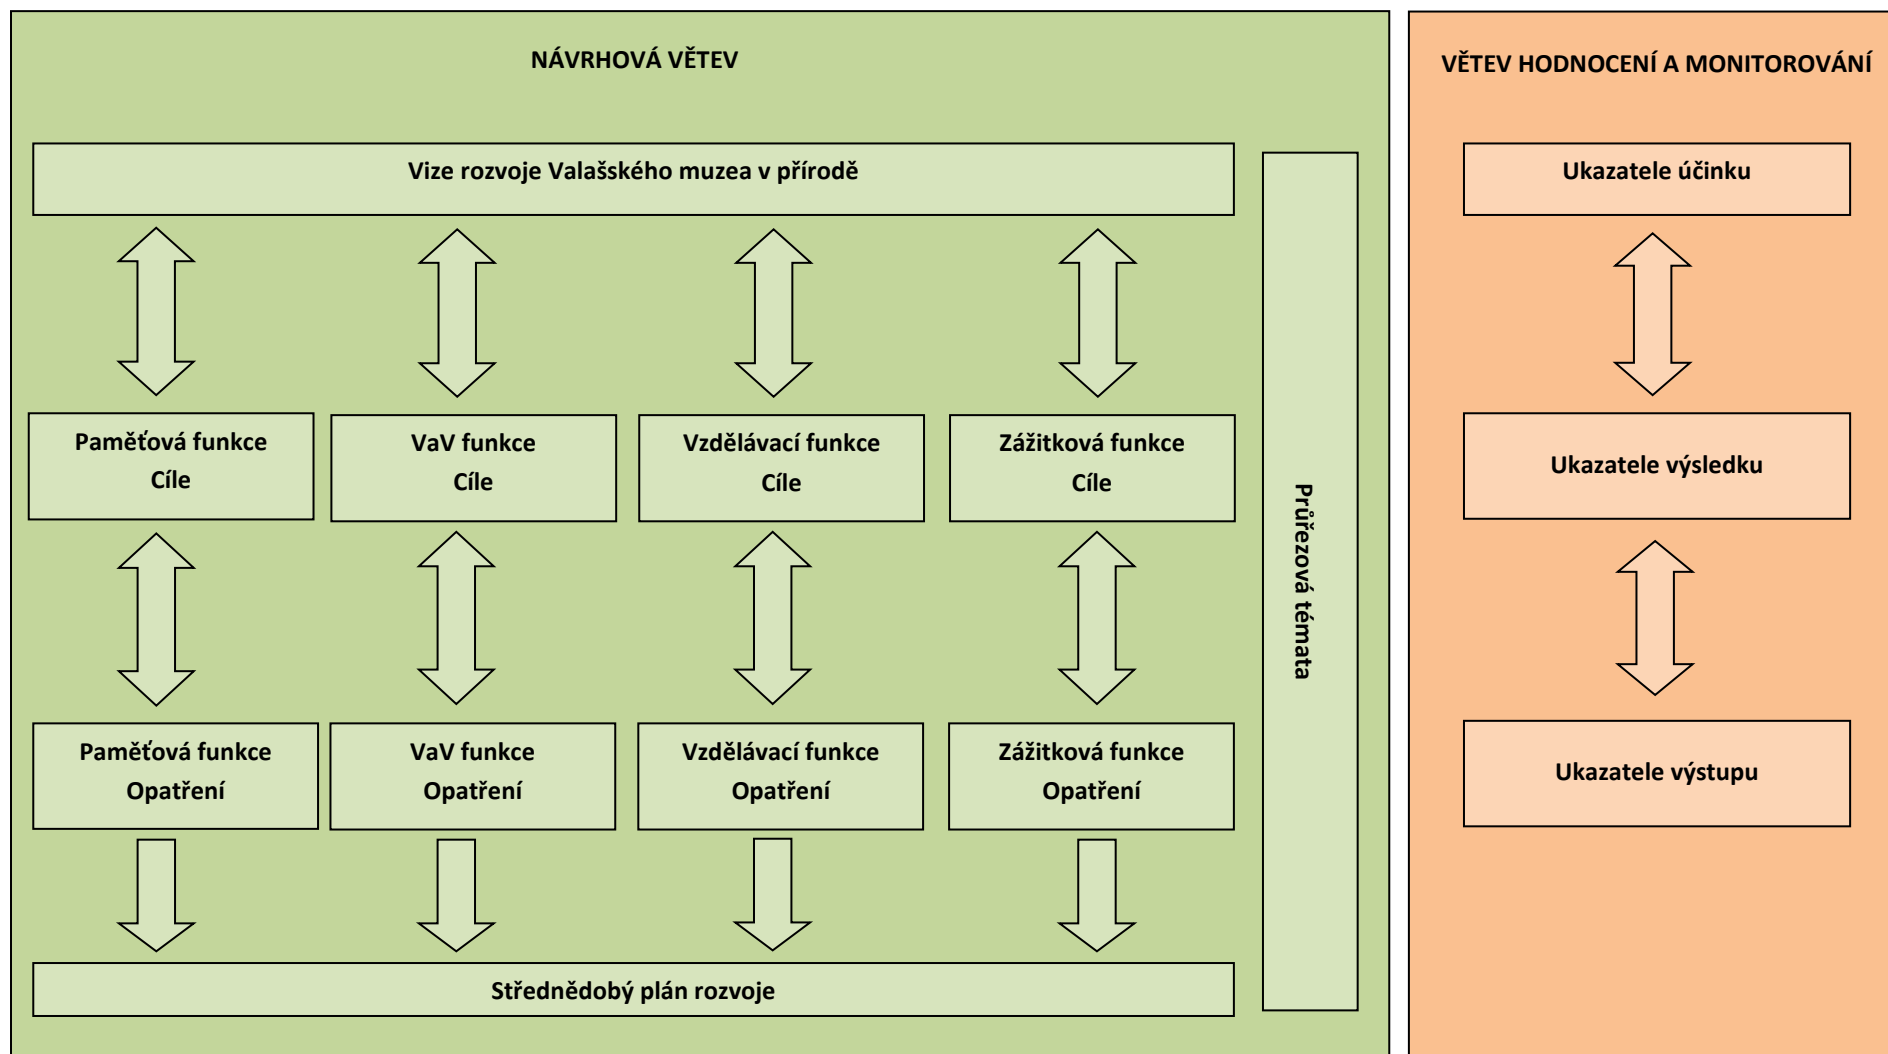 NÁVRHOVÁ VĚTEV
VĚTEV HODNOCENÍ A MONITOROVÁNÍ
Vize rozvoje Valašského muzea v přírodě
Ukazatele účinku
Paměťová funkce
Cíle
VaV funkce
Cíle
Vzdělávací funkce
Cíle
Zážitková funkce
Cíle
Průřezová témata
Ukazatele výsledku
Paměťová funkce
Opatření
VaV funkce
Opatření
Vzdělávací funkce
Opatření
Zážitková funkce
Opatření
Ukazatele výstupu
Střednědobý plán rozvoje